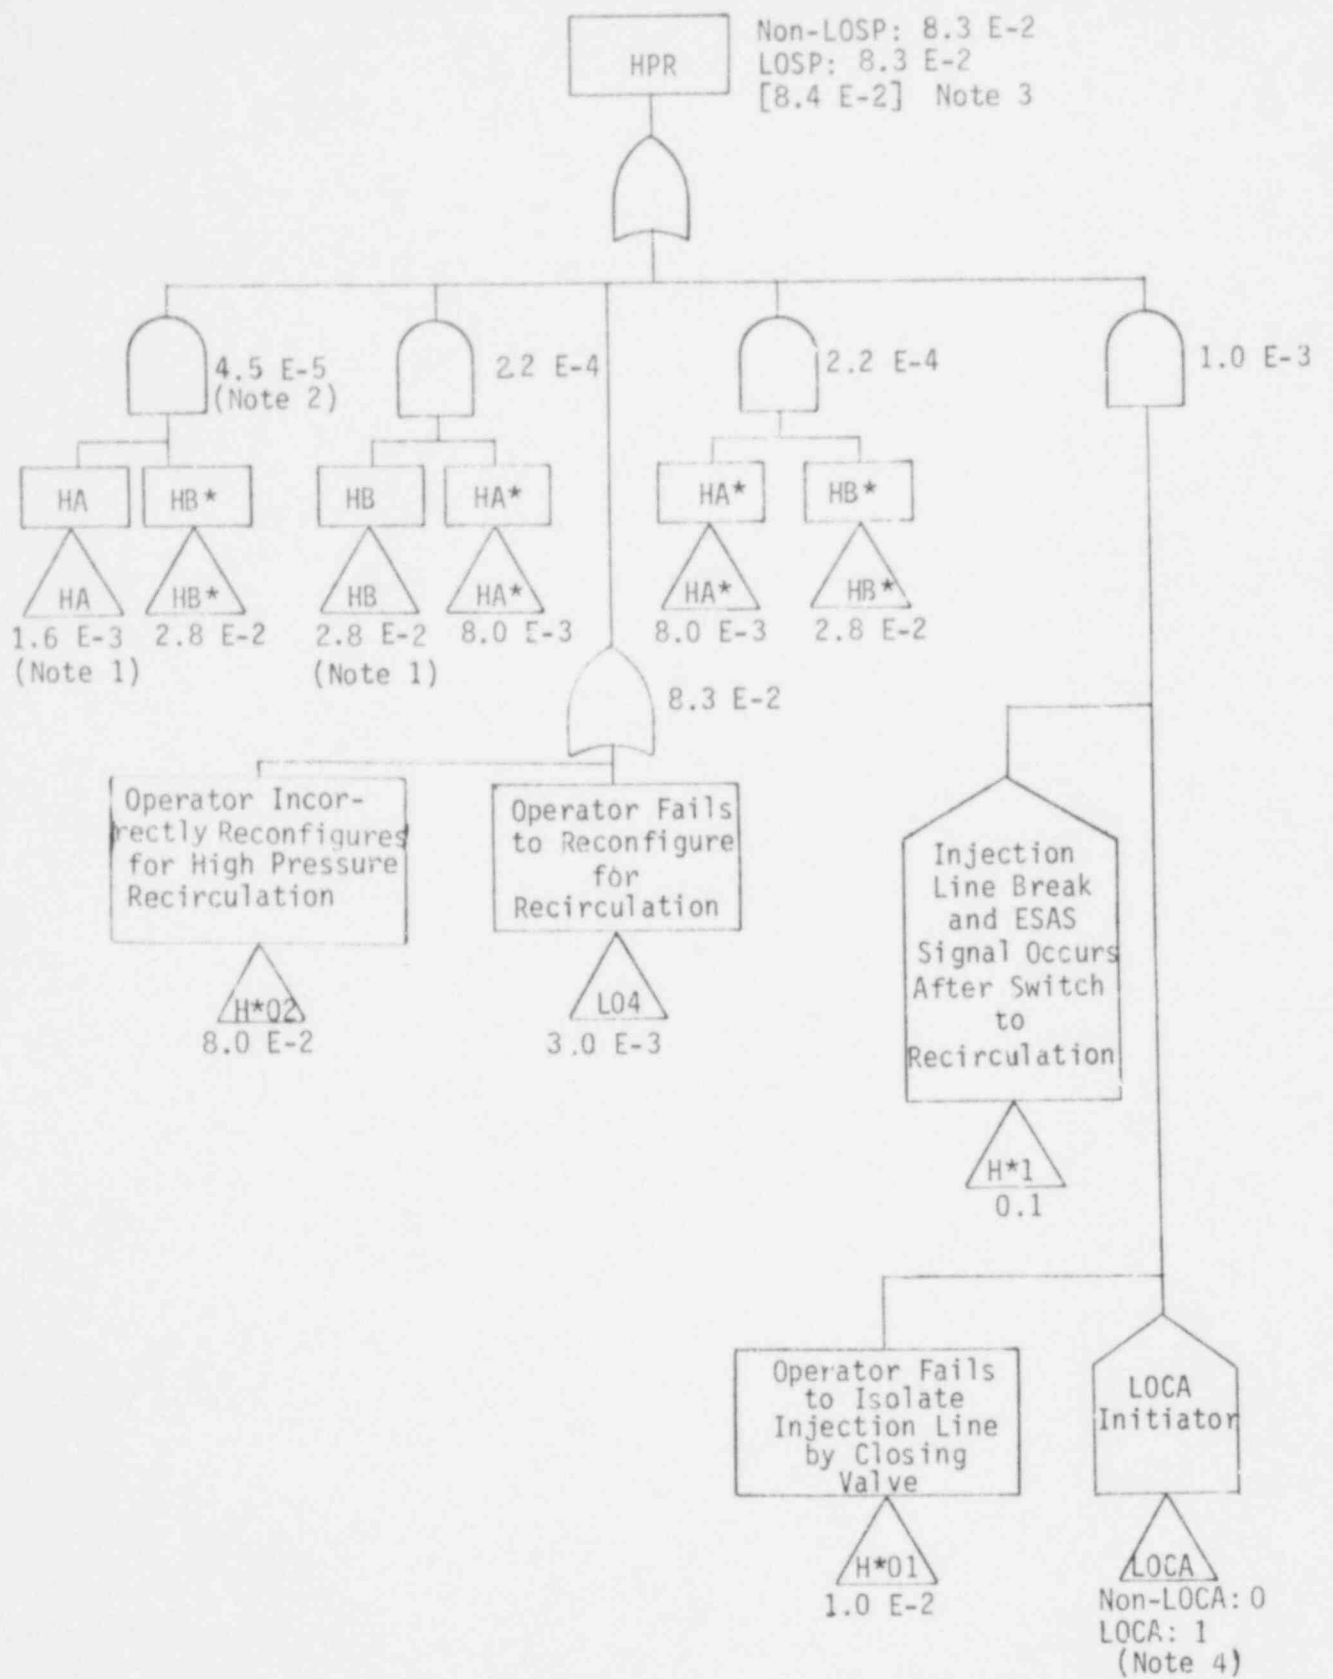 HPR
Non-LOSP: 8.3 E-2
LOSP: 8.3 E-2
[8.4 E-2] Note 3
4.5 E-5
(Note 2)
2.2 E-4
2.2 E-4
1.0 E-3
HA
HB*
HB
HA*
HA*
HB*
HA
HB*
HB
HA*
HA*
HB*
1.6 E-3
(Note 1)
2.8 E-2
2.8 E-2
(Note 1)
8.0 E-3
8.0 E-3
2.8 E-2
8.3 E-2
Operator Incor-
rectly Reconfigures
for High Pressure
Recirculation
H*02
8.0 E-2
Operator Fails
to Reconfigure
for
Recirculation
L04
3.0 E-3
Injection
Line Break
and ESAS
Signal Occurs
After Switch
to
Recirculation
H*1
0.1
Operator Fails
to Isolate
Injection Line
by Closing
Valve
H*01
1.0 E-2
LOCA
Initiator
LOCA
Non-LOCA: 0
LOCA: 1
(Note 4)